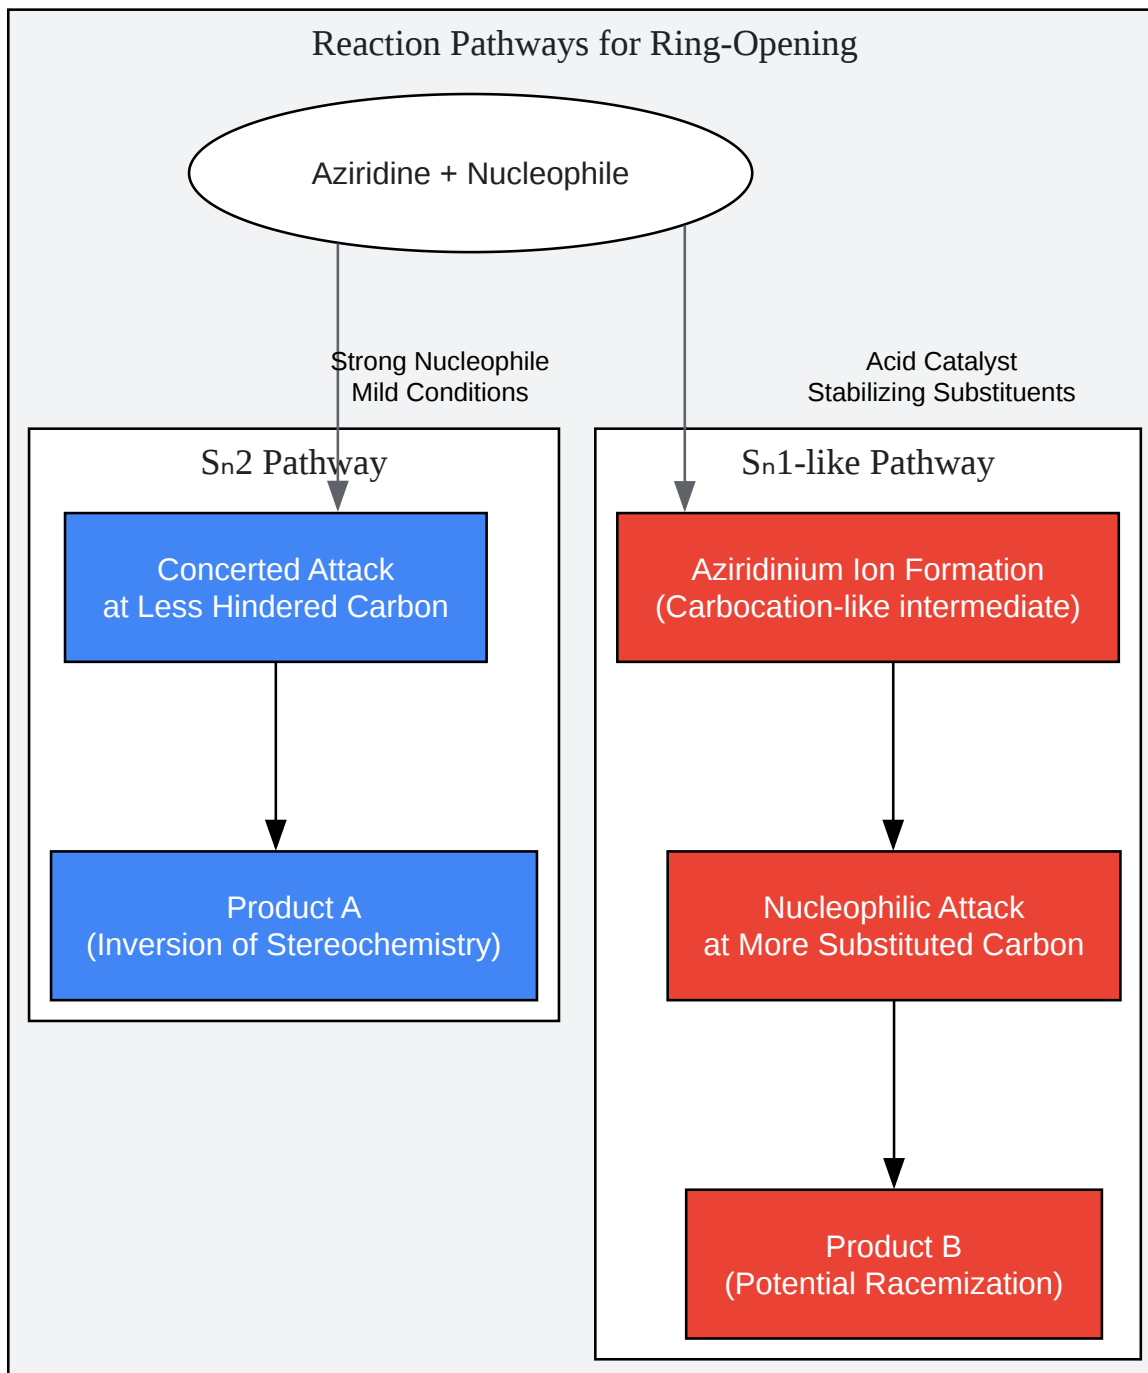 Reaction Pathways for Ring-Opening
Aziridine + Nucleophile
Strong Nucleophile
Mild Conditions
Acid Catalyst
Stabilizing Substituents
Sₙ2 Pathway
Concerted Attack
at Less Hindered Carbon
Product A
(Inversion of Stereochemistry)
Sₙ1-like Pathway
Aziridinium Ion Formation
(Carbocation-like intermediate)
Nucleophilic Attack
at More Substituted Carbon
Product B
(Potential Racemization)